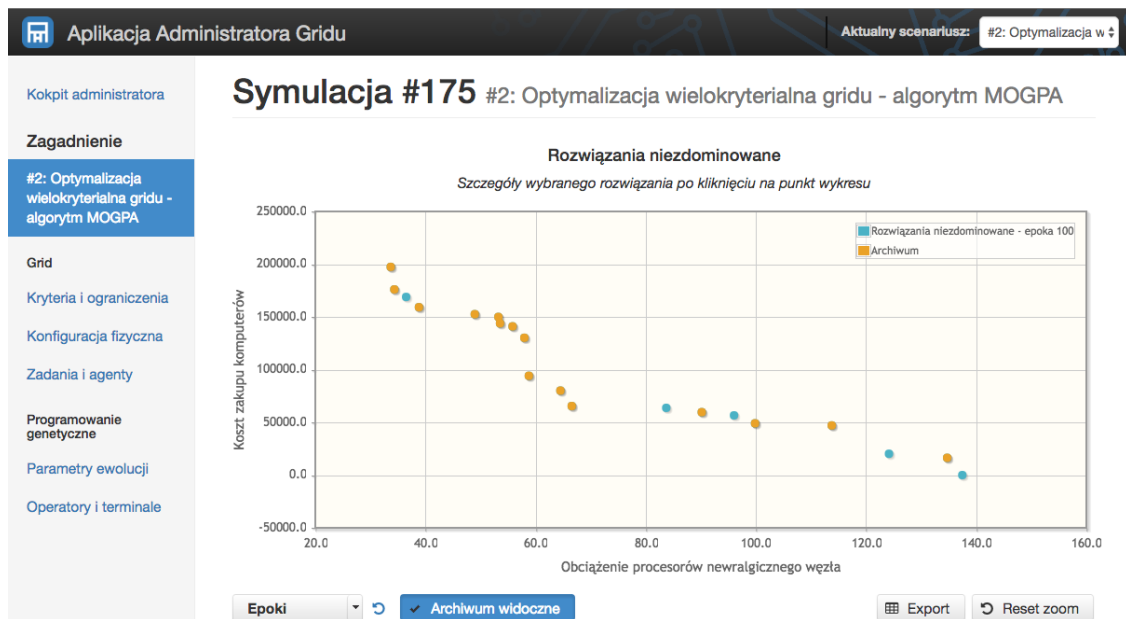 Aplikacja Administratora Gridu
Aktualny scenariusz:
#2: Optymalizacja w
Kokpit administratora
Zagadnienie
#2: Optymalizacja
wielokryterialna gridu -
algorytm MOGPA
Grid
Kryteria i ograniczenia
Konfiguracja fizyczna
Zadania i agenty
Programowanie
genetyczne
Parametry ewolucji
Operatory i terminale
Symulacja #175 #2: Optymalizacja wielokryterialna gridu - algorytm MOGPA
Rozwiązania niezdominowane
Szczegóły wybranego rozwiązania po kliknięciu na punkt wykresu
Rozwiązania niezdominowane - epoka 100
Archiwum
Koszt zakupu komputerów
250000.0
200000.0
150000.0
100000.0
50000.0
0.0
-50000.0
20.0 40.0 60.0 80.0 100.0 120.0 140.0 160.0
Obciążenie procesorów newralgicznego węzła
Epoki
Archiwum widoczne
Export
Reset zoom